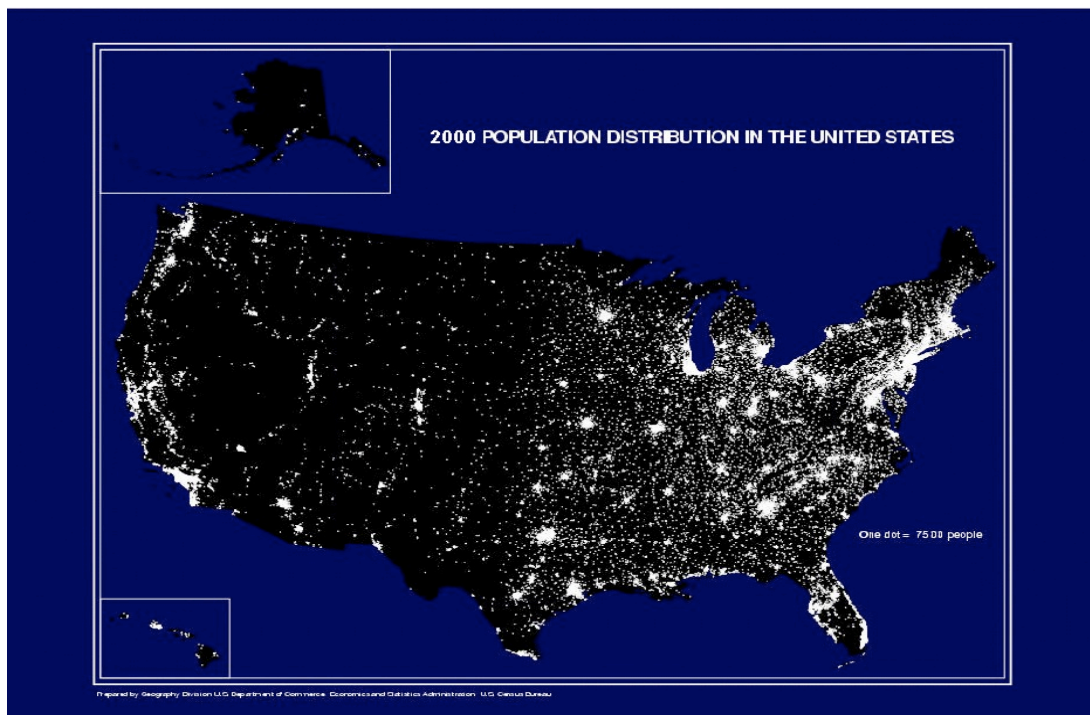 2000 POPULATION DISTRIBUTION IN THE UNITED STATES
One dot = 7500 people
Prepared by Geography Division U.S. Department of Commerce Economics and Statistics Administration U.S. Census Bureau